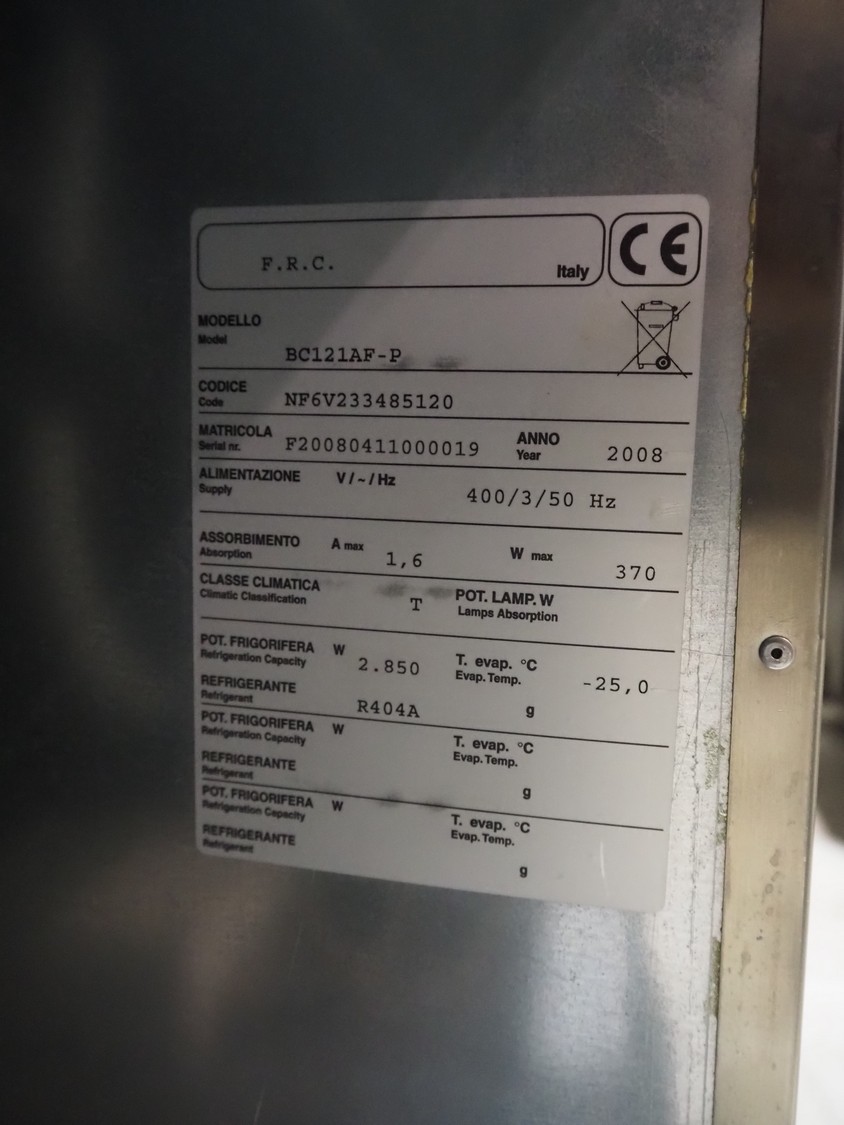 F.R.C.
Italy
CE
MODELLO
Model
BC121AF-P
CODICE
Code
NF6V233485120
MATRICOLA
Serial nr.
F20080411000019
ANNO
Year
2008
ALIMENTAZIONE
Supply
V / ~ / Hz
400/3/50 Hz
ASSORBIMENTO
Absorption
A max
1,6
W max
370
CLASSE CLIMATICA
Climatic Classification
T
POT. LAMP. W
Lamps Absorption
POT. FRIGORIFERA W
Refrigeration Capacity
2.850
T. evap. °C
Evap. Temp.
-25,0
REFRIGERANTE
Refrigerant
R404A
g
POT. FRIGORIFERA W
Refrigeration Capacity
T. evap. °C
Evap. Temp.
REFRIGERANTE
Refrigerant
g
POT. FRIGORIFERA W
Refrigeration Capacity
T. evap. °C
Evap. Temp.
REFRIGERANTE
Refrigerant
g